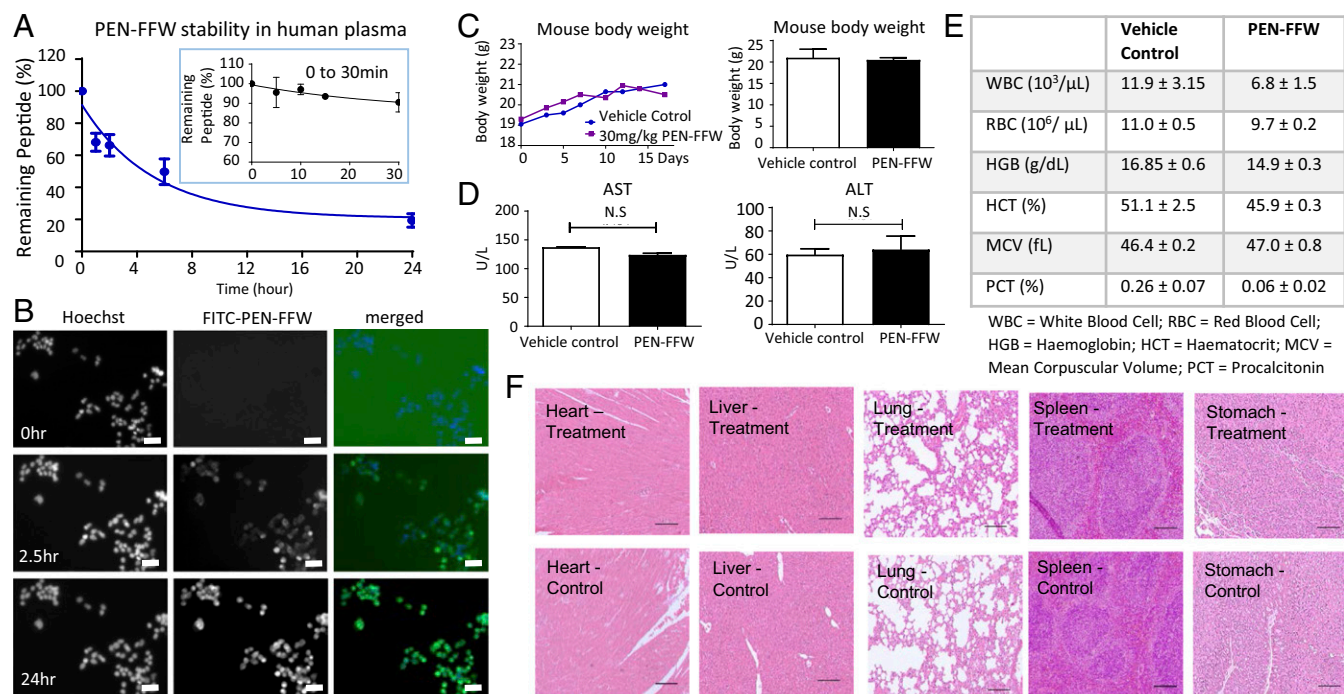 A
PEN-FFW stability in human plasma
Remaining Peptide (%)
100
80
60
40
20
0
0
4
8
12
16
20
24
Time (hour)
0 to 30min
Remaining
Peptide (%)
100
90
80
70
60
0
10
20
30
B
Hoechst
FITC-PEN-FFW
merged
0hr
2.5hr
24hr
C
Mouse body weight
Body weight (g)
23
22
21
20
19
18
0
5
10
15
Days
Vehicle Control
30mg/kg PEN-FFW
Mouse body weight
Body weight (g)
25
20
15
10
5
0
Vehicle control
PEN-FFW
D
AST
N.S
U/L
200
150
100
50
0
Vehicle control
PEN-FFW
ALT
N.S
U/L
100
80
60
40
20
0
Vehicle control
PEN-FFW
E
Vehicle Control PEN-FFW
WBC (10³/µL) 11.9 ± 3.15 6.8 ± 1.5
RBC (10⁶/ µL) 11.0 ± 0.5 9.7 ± 0.2
HGB (g/dL) 16.85 ± 0.6 14.9 ± 0.3
HCT (%) 51.1 ± 2.5 45.9 ± 0.3
MCV (fL) 46.4 ± 0.2 47.0 ± 0.8
PCT (%) 0.26 ± 0.07 0.06 ± 0.02
WBC = White Blood Cell; RBC = Red Blood Cell;
HGB = Haemoglobin; HCT = Haematocrit; MCV =
Mean Corpuscular Volume; PCT = Procalcitonin
F
Heart –
Treatment
Liver -
Treatment
Lung -
Treatment
Spleen -
Treatment
Stomach -
Treatment
Heart -
Control
Liver -
Control
Lung -
Control
Spleen -
Control
Stomach -
Control